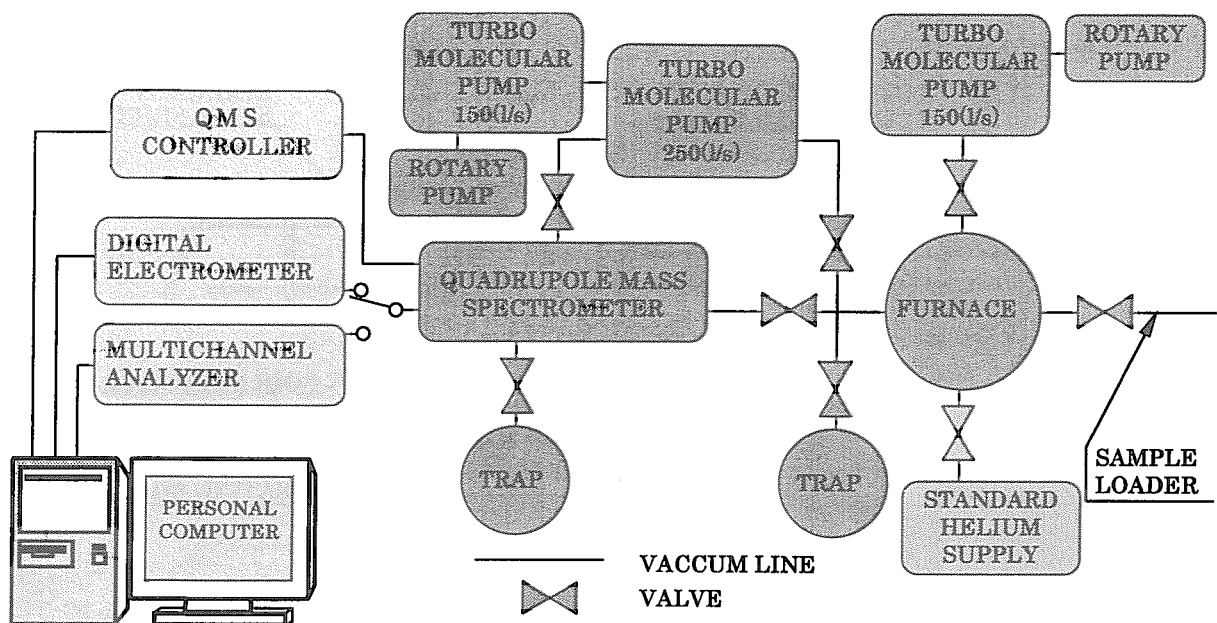 TURBO
MOLECULAR
PUMP
150(l/s)
TURBO
MOLECULAR
PUMP
250(l/s)
TURBO
MOLECULAR
PUMP
150(l/s)
ROTARY
PUMP
QMS
CONTROLLER
ROTARY
PUMP
DIGITAL
ELECTROMETER
QUADRUPOLE MASS
SPECTROMETER
FURNACE
MULTICHANNEL
ANALYZER
TRAP
TRAP
SAMPLE
LOADER
PERSONAL
COMPUTER
STANDARD
HELIUM
SUPPLY
VACCUM LINE
VALVE